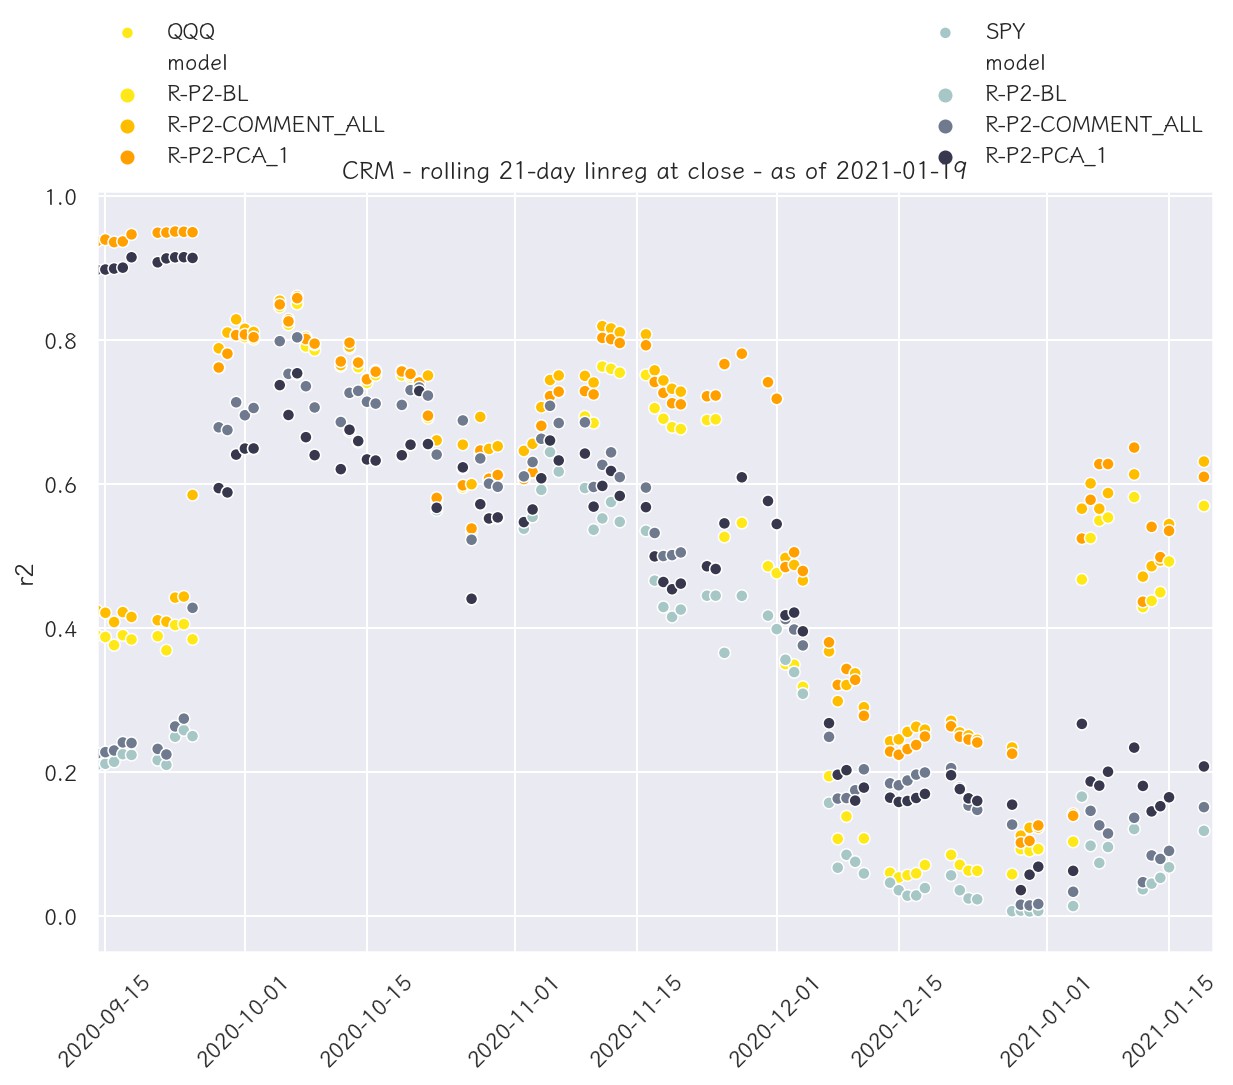 QQQ
model
R-P2-BL
R-P2-COMMENT_ALL
R-P2-PCA_1
SPY
model
R-P2-BL
R-P2-COMMENT_ALL
R-P2-PCA_1
CRM - rolling 21-day linreg at close - as of 2021-01-19
r2
1.0
0.8
0.6
0.4
0.2
0.0
2020-09-15
2020-10-01
2020-10-15
2020-11-01
2020-11-15
2020-12-01
2020-12-15
2021-01-01
2021-01-15